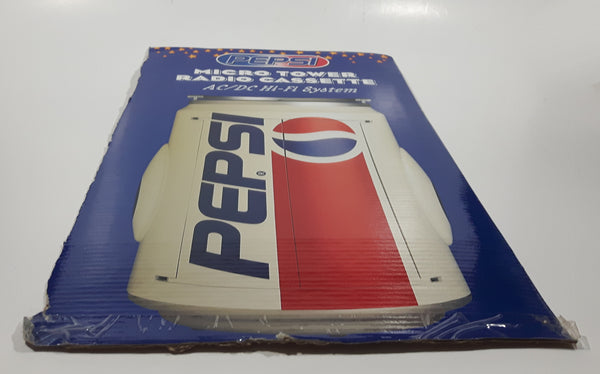 PEPSI
MICRO TOWER
RADIO CASSETTE
AC/DC Hi-Fi System
PEPSI®